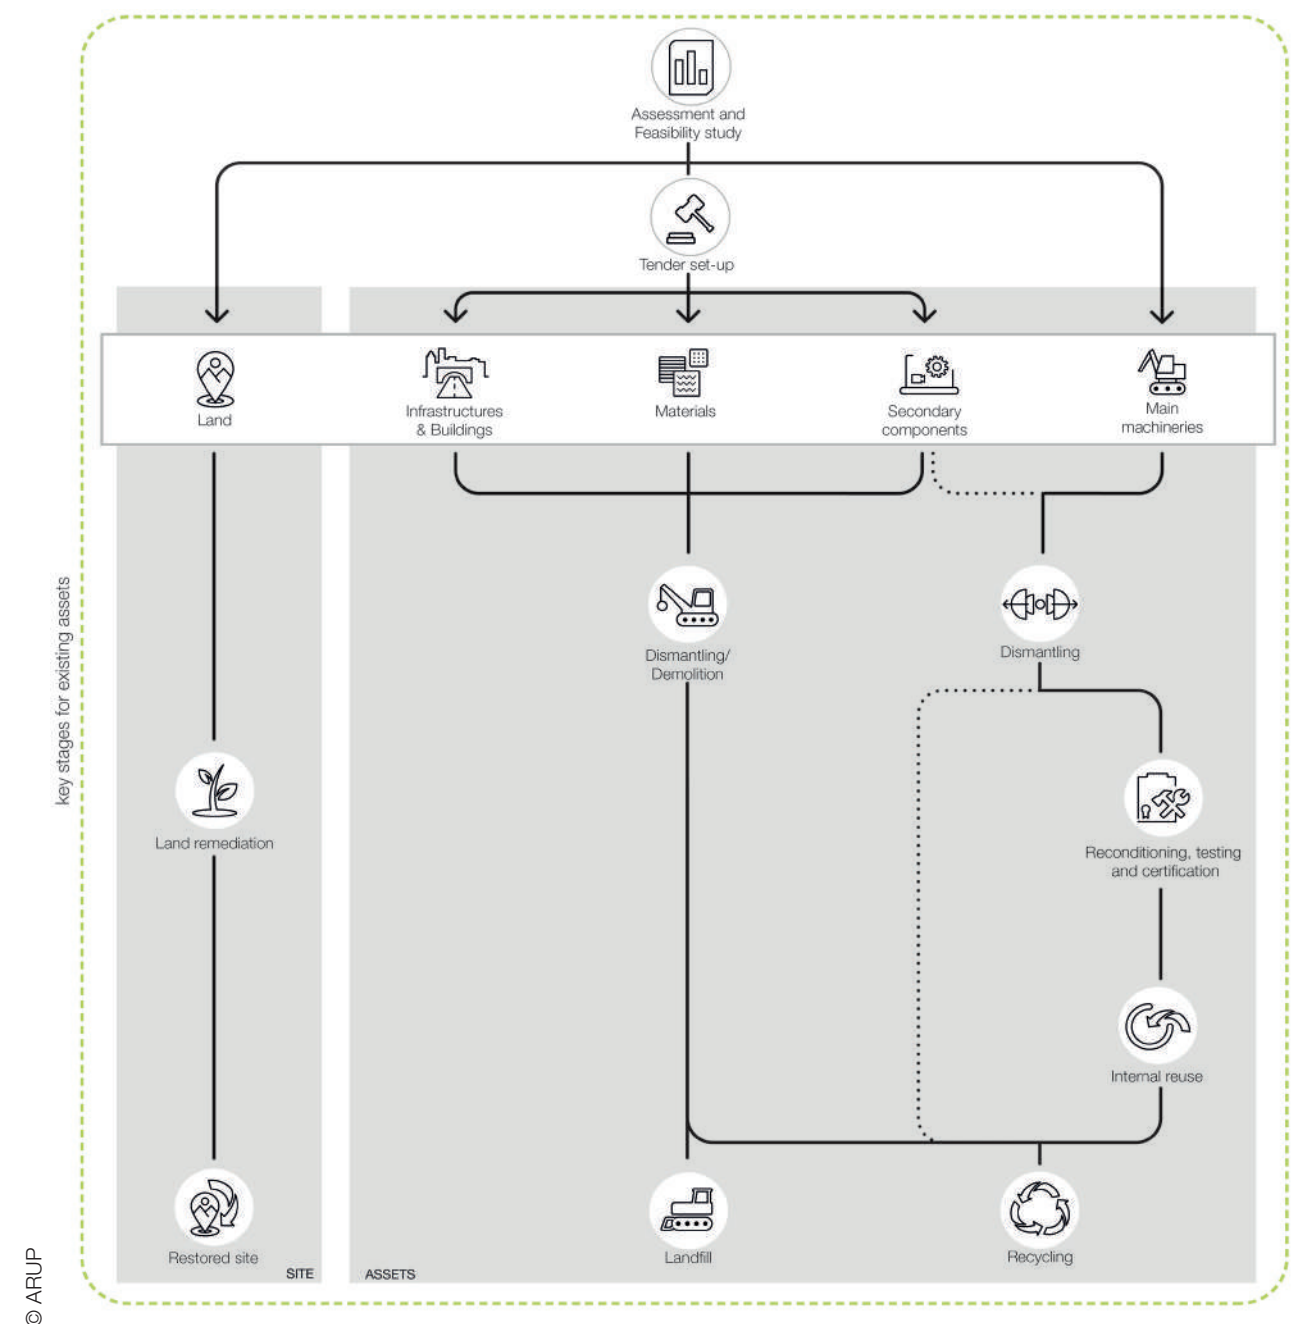 Assessment and
Feasibility study
Tender set-up
Land
Infrastructures
& Buildings
Materials
Secondary
components
Main
machineries
Dismantling/
Demolition
Dismantling
key stages for existing assets
Land remediation
Reconditioning, testing
and certification
Internal reuse
Restored site
Landfill
Recycling
SITE
ASSETS
© ARUP